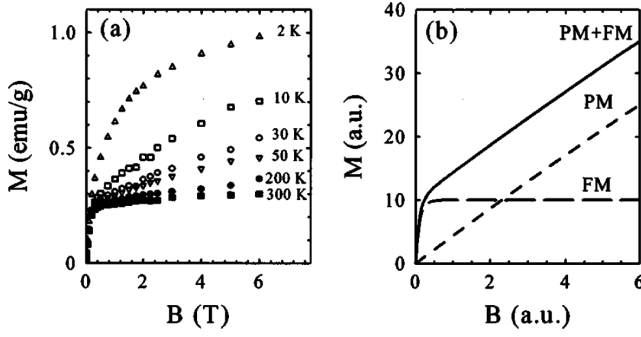 (a)
M (emu/g)
1.0
0.5
0
2 K
10 K
30 K
50 K
200 K
300 K
0 2 4 6
B (T)
(b)
M (a.u.)
40
30
20
10
0
PM+FM
PM
FM
0 2 4 6
B (a.u.)